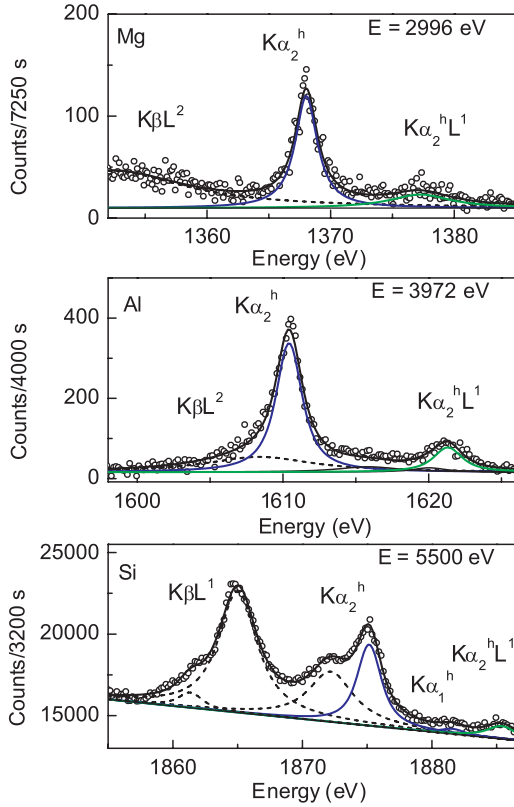 Mg
Kα₂ʰ
E = 2996 eV
KβL²
Kα₂ʰL¹
Counts/7250 s
200
100
0
1360
1370
1380
Energy (eV)
Al
Kα₂ʰ
E = 3972 eV
KβL²
Kα₂ʰL¹
Counts/4000 s
400
200
0
1600
1610
1620
Energy (eV)
Si
E = 5500 eV
KβL¹
Kα₂ʰ
Kα₂ʰL¹
Kα₁ʰ
Counts/3200 s
25000
20000
15000
1860
1870
1880
Energy (eV)